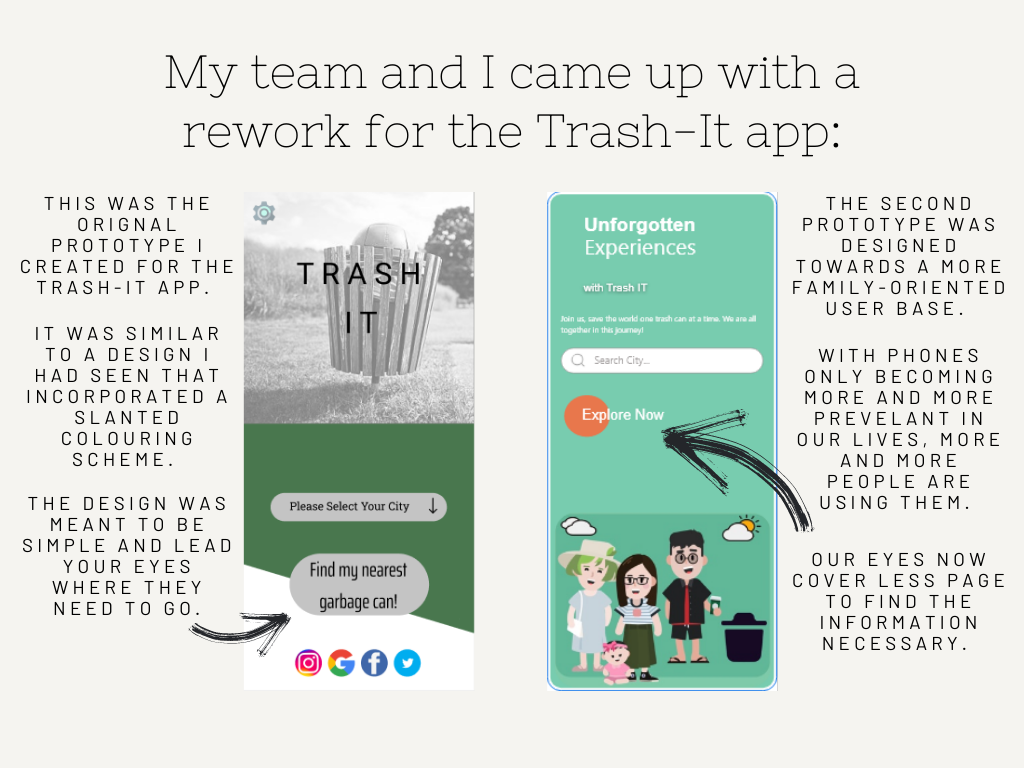 My team and I came up with a
rework for the Trash-It app:
THIS WAS THE
ORIGNAL
PROTOTYPE I
CREATED FOR THE
TRASH-IT APP.
IT WAS SIMILAR
TO A DESIGN I
HAD SEEN THAT
INCORPORATED A
SLANTED
COLOURING
SCHEME.
THE DESIGN WAS
MEANT TO BE
SIMPLE AND LEAD
YOUR EYES
WHERE THEY
NEED TO GO.
TRASH
IT
Please Select Your City ↓
Find my nearest
garbage can!
Unforgotten
Experiences
with Trash IT
Join us, save the world one trash can at a time. We are all
together in this journey!
Search City...
Explore Now
THE SECOND
PROTOTYPE WAS
DESIGNED
TOWARDS A MORE
FAMILY-ORIENTED
USER BASE.
WITH PHONES
ONLY BECOMING
MORE AND MORE
PREVELANT IN
OUR LIVES, MORE
AND MORE
PEOPLE ARE
USING THEM.
OUR EYES NOW
COVER LESS PAGE
TO FIND THE
INFORMATION
NECESSARY.